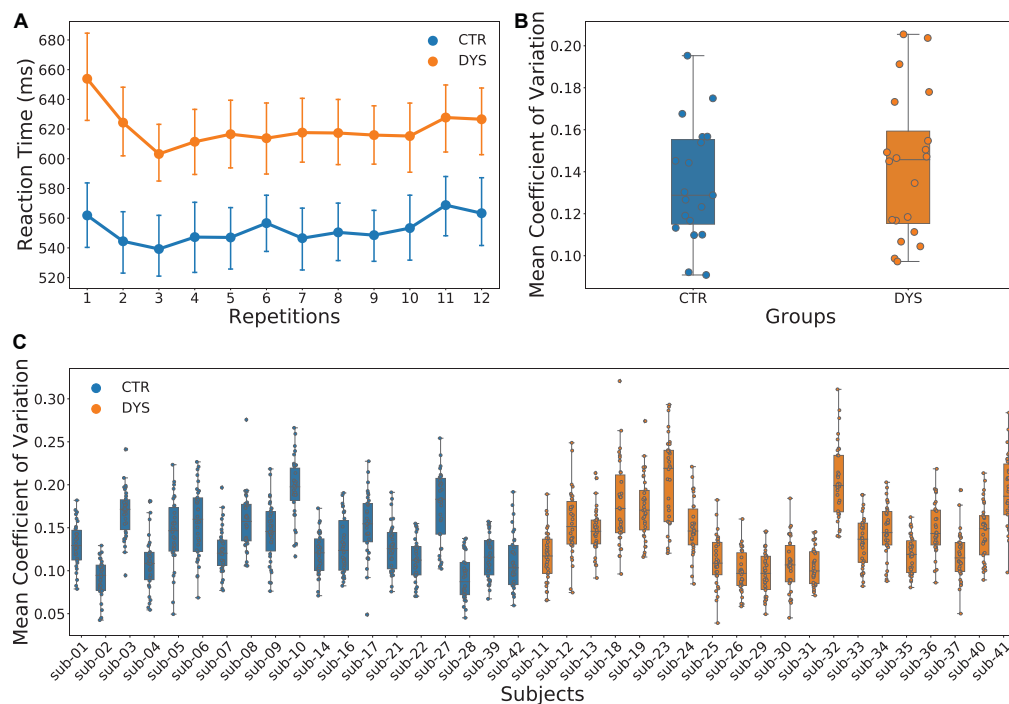 A
Reaction Time (ms)
680
660
640
620
600
580
560
540
520
CTR
DYS
1 2 3 4 5 6 7 8 9 10 11 12
Repetitions
B
Mean Coefficient of Variation
0.20
0.18
0.16
0.14
0.12
0.10
CTR DYS
Groups
C
Mean Coefficient of Variation
0.30
0.25
0.20
0.15
0.10
0.05
CTR
DYS
sub-01 sub-02 sub-03 sub-04 sub-05 sub-06 sub-07 sub-08 sub-09 sub-10 sub-14 sub-16 sub-17 sub-21 sub-22 sub-27 sub-28 sub-39 sub-42 sub-11 sub-12 sub-13 sub-18 sub-19 sub-23 sub-24 sub-25 sub-26 sub-29 sub-30 sub-31 sub-32 sub-33 sub-34 sub-35 sub-36 sub-37 sub-40 sub-41
Subjects